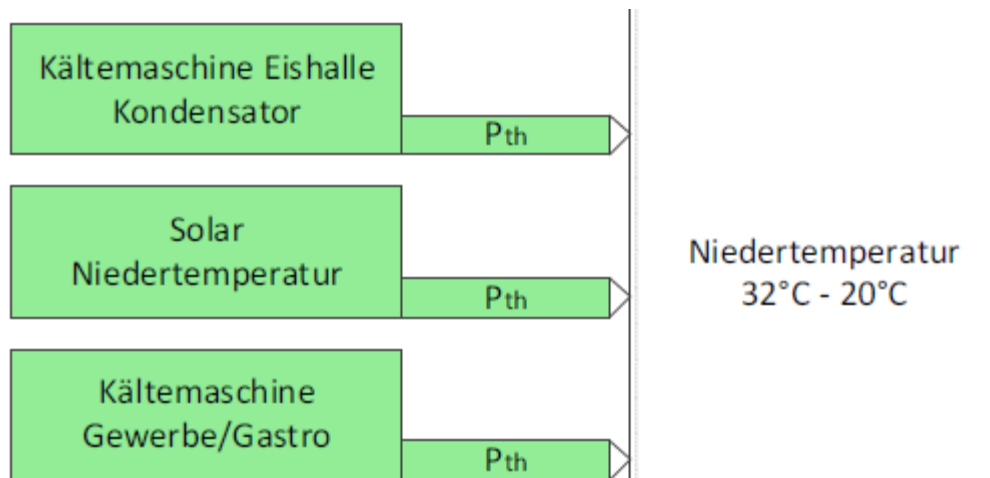 Kältemaschine Eishalle
Kondensator
Pth
Solar
Niedertemperatur
Pth
Niedertemperatur
32°C - 20°C
Kältemaschine
Gewerbe/Gastro
Pth